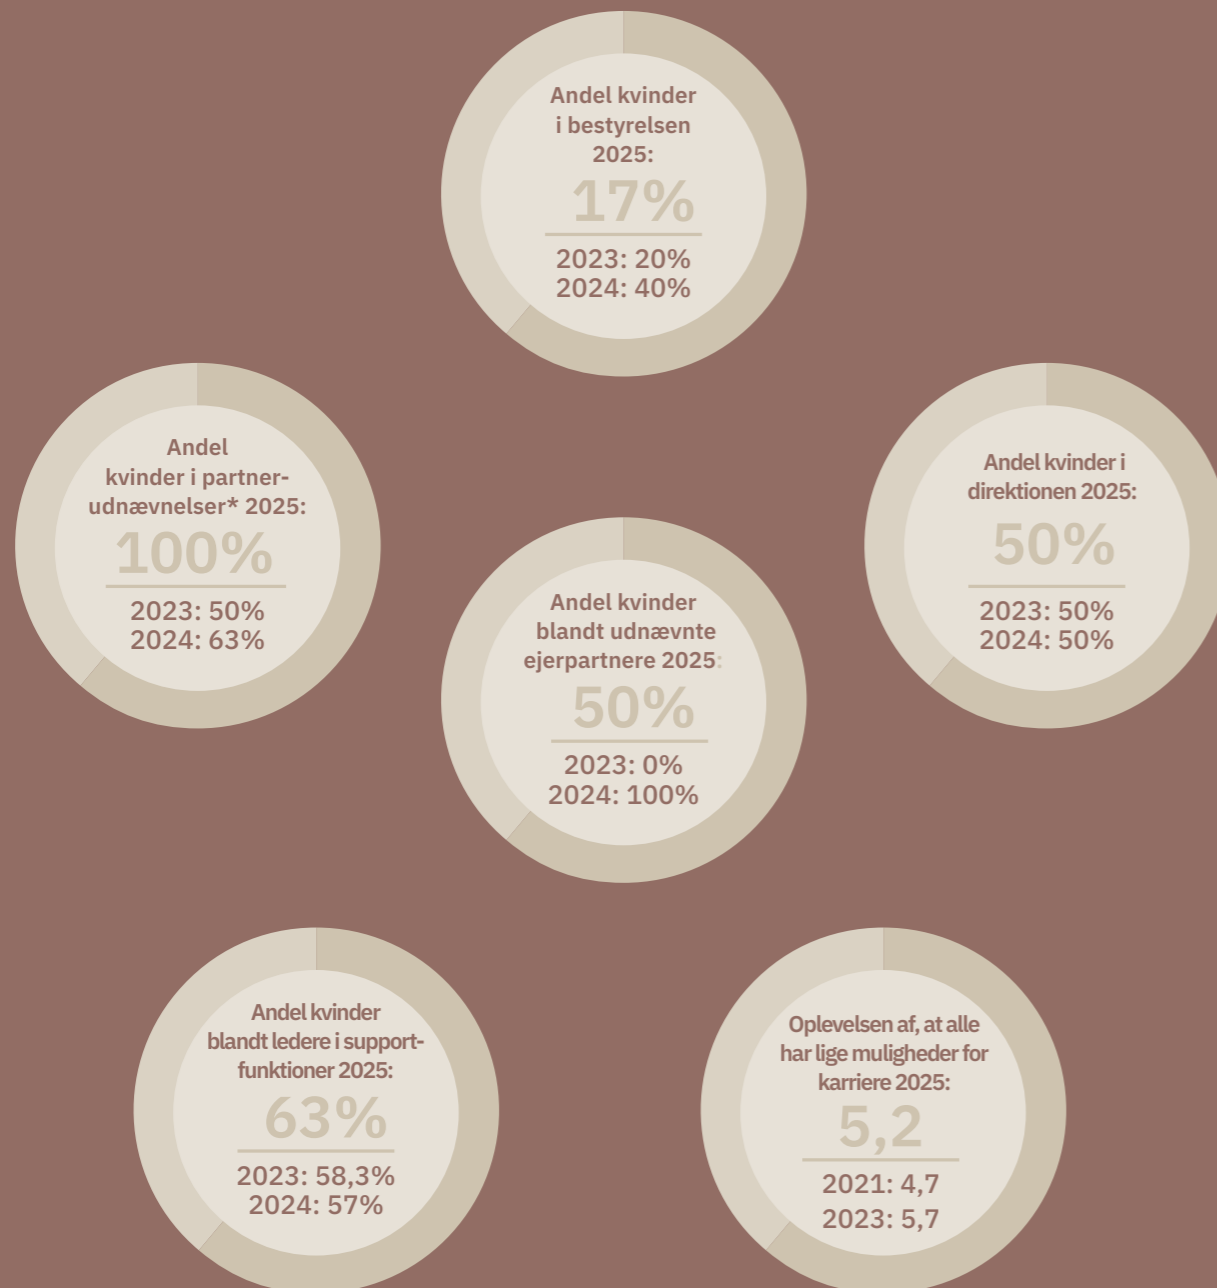 Andel kvinder
i bestyrelsen
2025:
17%
2023: 20%
2024: 40%
Andel
kvinder i partner-
udnævnelser* 2025:
100%
2023: 50%
2024: 63%
Andel kvinder i
direktionen 2025:
50%
2023: 50%
2024: 50%
Andel kvinder
blandt udnævnte
ejerpartnere 2025:
50%
2023: 0%
2024: 100%
Andel kvinder
blandt ledere i support-
funktioner 2025:
63%
2023: 58,3%
2024: 57%
Oplevelsen af, at alle
har lige muligheder for
karriere 2025:
5,2
2021: 4,7
2023: 5,7